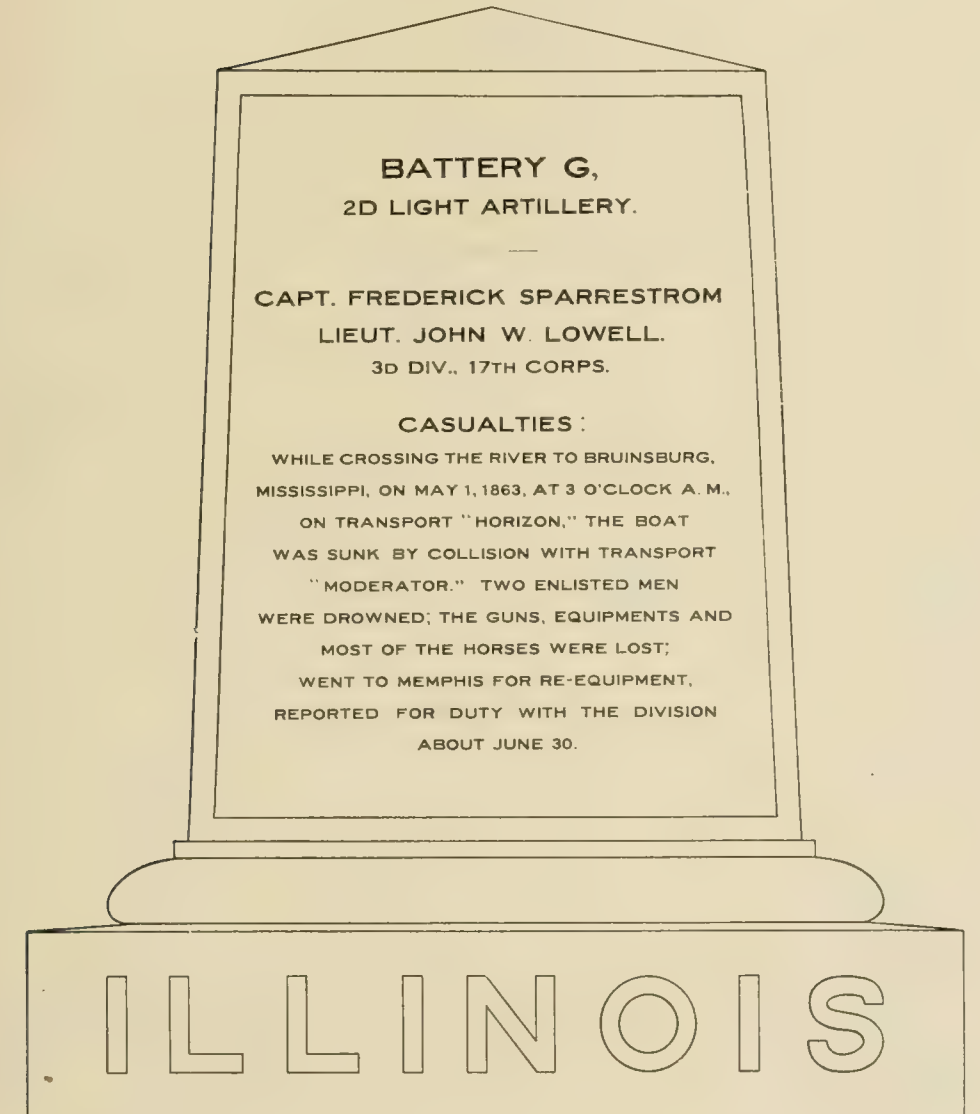 BATTERY G,
2D LIGHT ARTILLERY.
CAPT. FREDERICK SPARRESTROM
LIEUT. JOHN W. LOWELL.
3D DIV., 17TH CORPS.
CASUALTIES:
WHILE CROSSING THE RIVER TO BRUINSBURG,
MISSISSIPPI, ON MAY 1, 1863, AT 3 O'CLOCK A. M.,
ON TRANSPORT "HORIZON," THE BOAT
WAS SUNK BY COLLISION WITH TRANSPORT
"MODERATOR." TWO ENLISTED MEN
WERE DROWNED; THE GUNS, EQUIPMENTS AND
MOST OF THE HORSES WERE LOST;
WENT TO MEMPHIS FOR RE-EQUIPMENT,
REPORTED FOR DUTY WITH THE DIVISION
ABOUT JUNE 30.
ILLINOIS